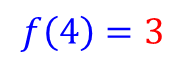 f(4) = 3